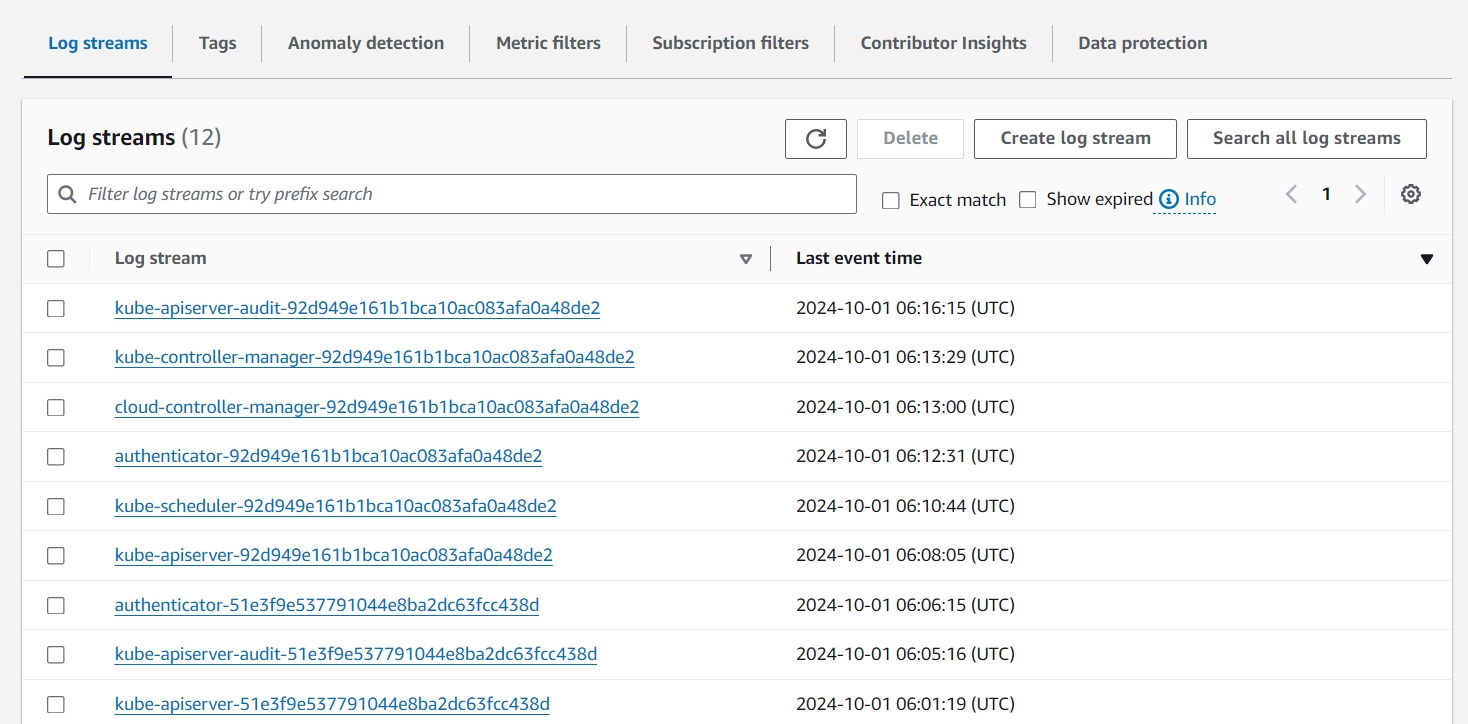 Log streams Tags Anomaly detection Metric filters Subscription filters Contributor Insights Data protection
Log streams (12) Delete Create log stream Search all log streams
Filter log streams or try prefix search Exact match Show expired Info 1
Log stream Last event time
kube-apiserver-audit-92d949e161b1bca10ac083afa0a48de2 2024-10-01 06:16:15 (UTC)
kube-controller-manager-92d949e161b1bca10ac083afa0a48de2 2024-10-01 06:13:29 (UTC)
cloud-controller-manager-92d949e161b1bca10ac083afa0a48de2 2024-10-01 06:13:00 (UTC)
authenticator-92d949e161b1bca10ac083afa0a48de2 2024-10-01 06:12:31 (UTC)
kube-scheduler-92d949e161b1bca10ac083afa0a48de2 2024-10-01 06:10:44 (UTC)
kube-apiserver-92d949e161b1bca10ac083afa0a48de2 2024-10-01 06:08:05 (UTC)
authenticator-51e3f9e537791044e8ba2dc63fcc438d 2024-10-01 06:06:15 (UTC)
kube-apiserver-audit-51e3f9e537791044e8ba2dc63fcc438d 2024-10-01 06:05:16 (UTC)
kube-apiserver-51e3f9e537791044e8ba2dc63fcc438d 2024-10-01 06:01:19 (UTC)